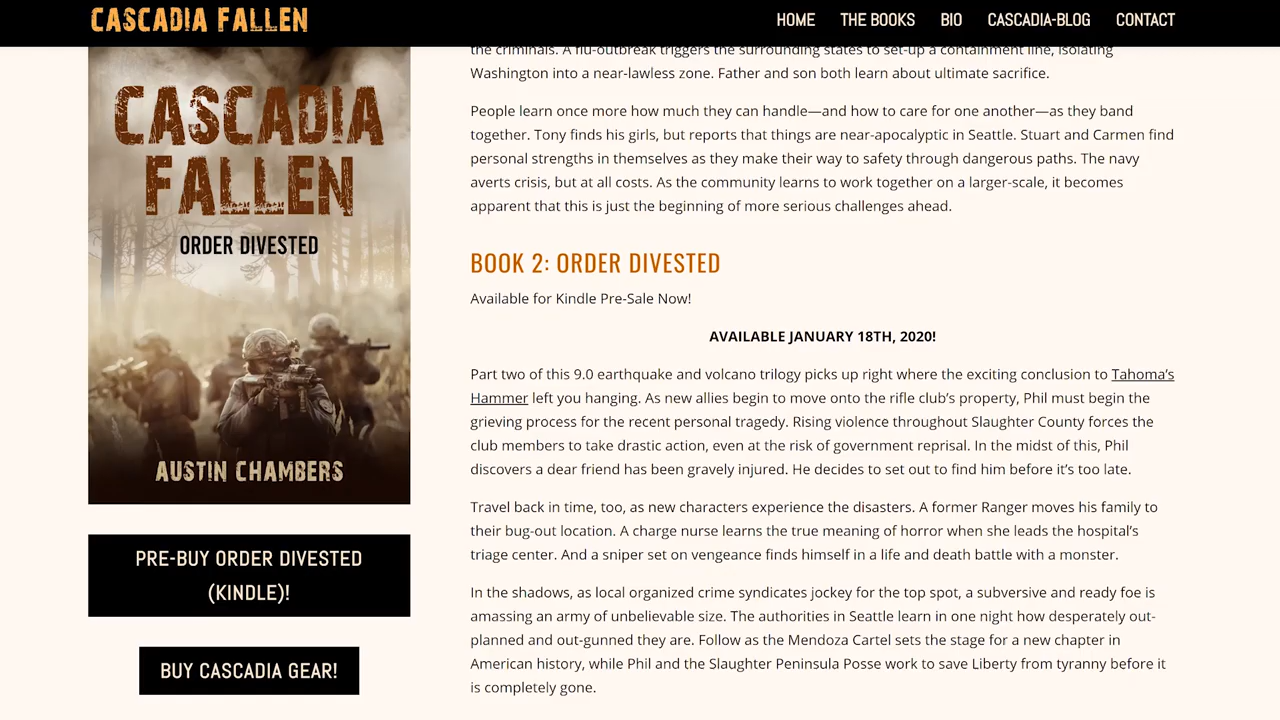 CASCADIA FALLEN
HOME THE BOOKS BIO CASCADIA-BLOG CONTACT
CASCADIA
FALLEN
ORDER DIVESTED
AUSTIN CHAMBERS
PRE-BUY ORDER DIVESTED
(KINDLE)!
BUY CASCADIA GEAR!
the criminals. A flu-outbreak triggers the surrounding states to set-up a containment line, isolating
Washington into a near-lawless zone. Father and son both learn about ultimate sacrifice.
People learn once more how much they can handle—and how to care for one another—as they band
together. Tony finds his girls, but reports that things are near-apocalyptic in Seattle. Stuart and Carmen find
personal strengths in themselves as they make their way to safety through dangerous paths. The navy
averts crisis, but at all costs. As the community learns to work together on a larger-scale, it becomes
apparent that this is just the beginning of more serious challenges ahead.
BOOK 2: ORDER DIVESTED
Available for Kindle Pre-Sale Now!
AVAILABLE JANUARY 18TH, 2020!
Part two of this 9.0 earthquake and volcano trilogy picks up right where the exciting conclusion to Tahoma's
Hammer left you hanging. As new allies begin to move onto the rifle club's property, Phil must begin the
grieving process for the recent personal tragedy. Rising violence throughout Slaughter County forces the
club members to take drastic action, even at the risk of government reprisal. In the midst of this, Phil
discovers a dear friend has been gravely injured. He decides to set out to find him before it's too late.
Travel back in time, too, as new characters experience the disasters. A former Ranger moves his family to
their bug-out location. A charge nurse learns the true meaning of horror when she leads the hospital's
triage center. And a sniper set on vengeance finds himself in a life and death battle with a monster.
In the shadows, as local organized crime syndicates jockey for the top spot, a subversive and ready foe is
amassing an army of unbelievable size. The authorities in Seattle learn in one night how desperately out-
planned and out-gunned they are. Follow as the Mendoza Cartel sets the stage for a new chapter in
American history, while Phil and the Slaughter Peninsula Posse work to save Liberty from tyranny before it
is completely gone.